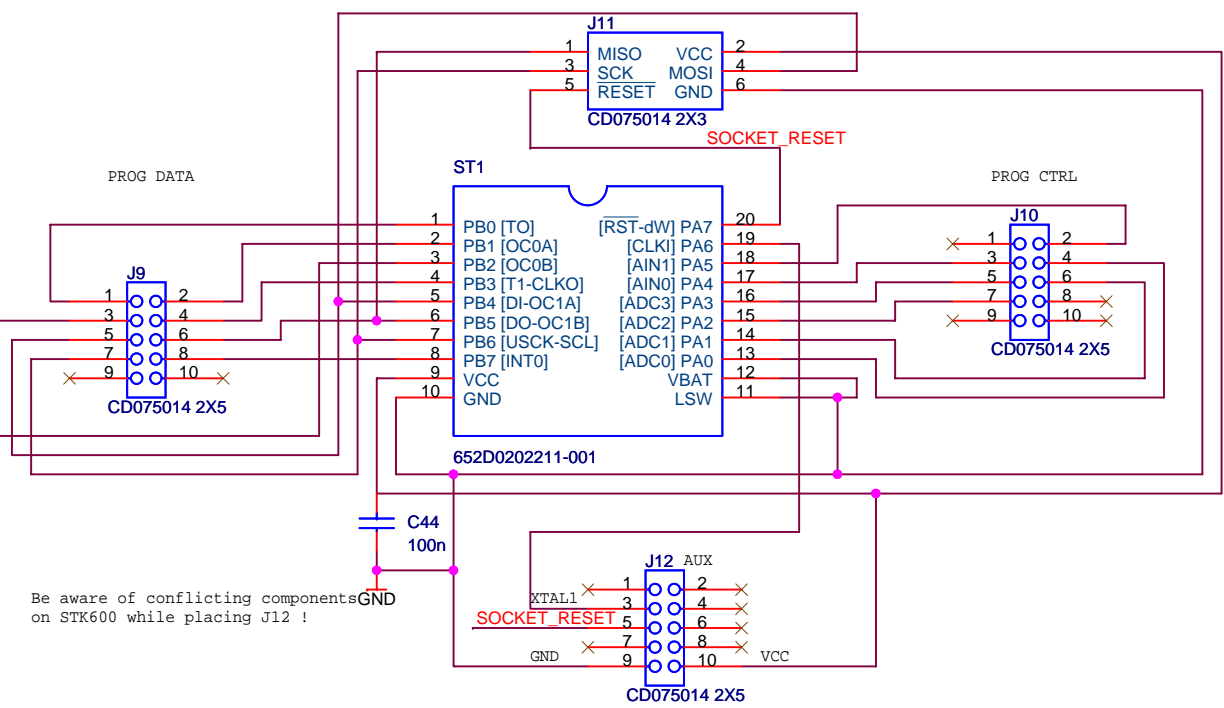 J11
1 MISO VCC 2
3 SCK MOSI 4
5 RESET GND 6
CD075014 2X3
SOCKET_RESET
PROG DATA
ST1
PROG CTRL
1 PB0 [TO] [RST-dW] PA7 20
2 PB1 [OC0A] [CLKI] PA6 19
3 PB2 [OC0B] [AIN1] PA5 18
4 PB3 [T1-CLKO] [AIN0] PA4 17
5 PB4 [DI-OC1A] [ADC3] PA3 16
6 PB5 [DO-OC1B] [ADC2] PA2 15
7 PB6 [USCK-SCL] [ADC1] PA1 14
8 PB7 [INT0] [ADC0] PA0 13
9 VCC VBAT 12
10 GND LSW 11
652D0202211-001
J9
1 2
3 4
5 6
7 8
9 10
CD075014 2X5
J10
1 2
3 4
5 6
7 8
9 10
CD075014 2X5
C44
100n
GND
Be aware of conflicting components
on STK600 while placing J12 !
J12 AUX
1 2
XTAL1 3 4
SOCKET_RESET 5 6
7 8
GND 9 10 VCC
CD075014 2X5